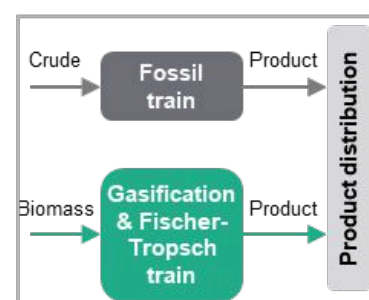 Crude
Fossil
train
Product
Biomass
Gasification
& Fischer-
Tropsch
train
Product
Product distribution